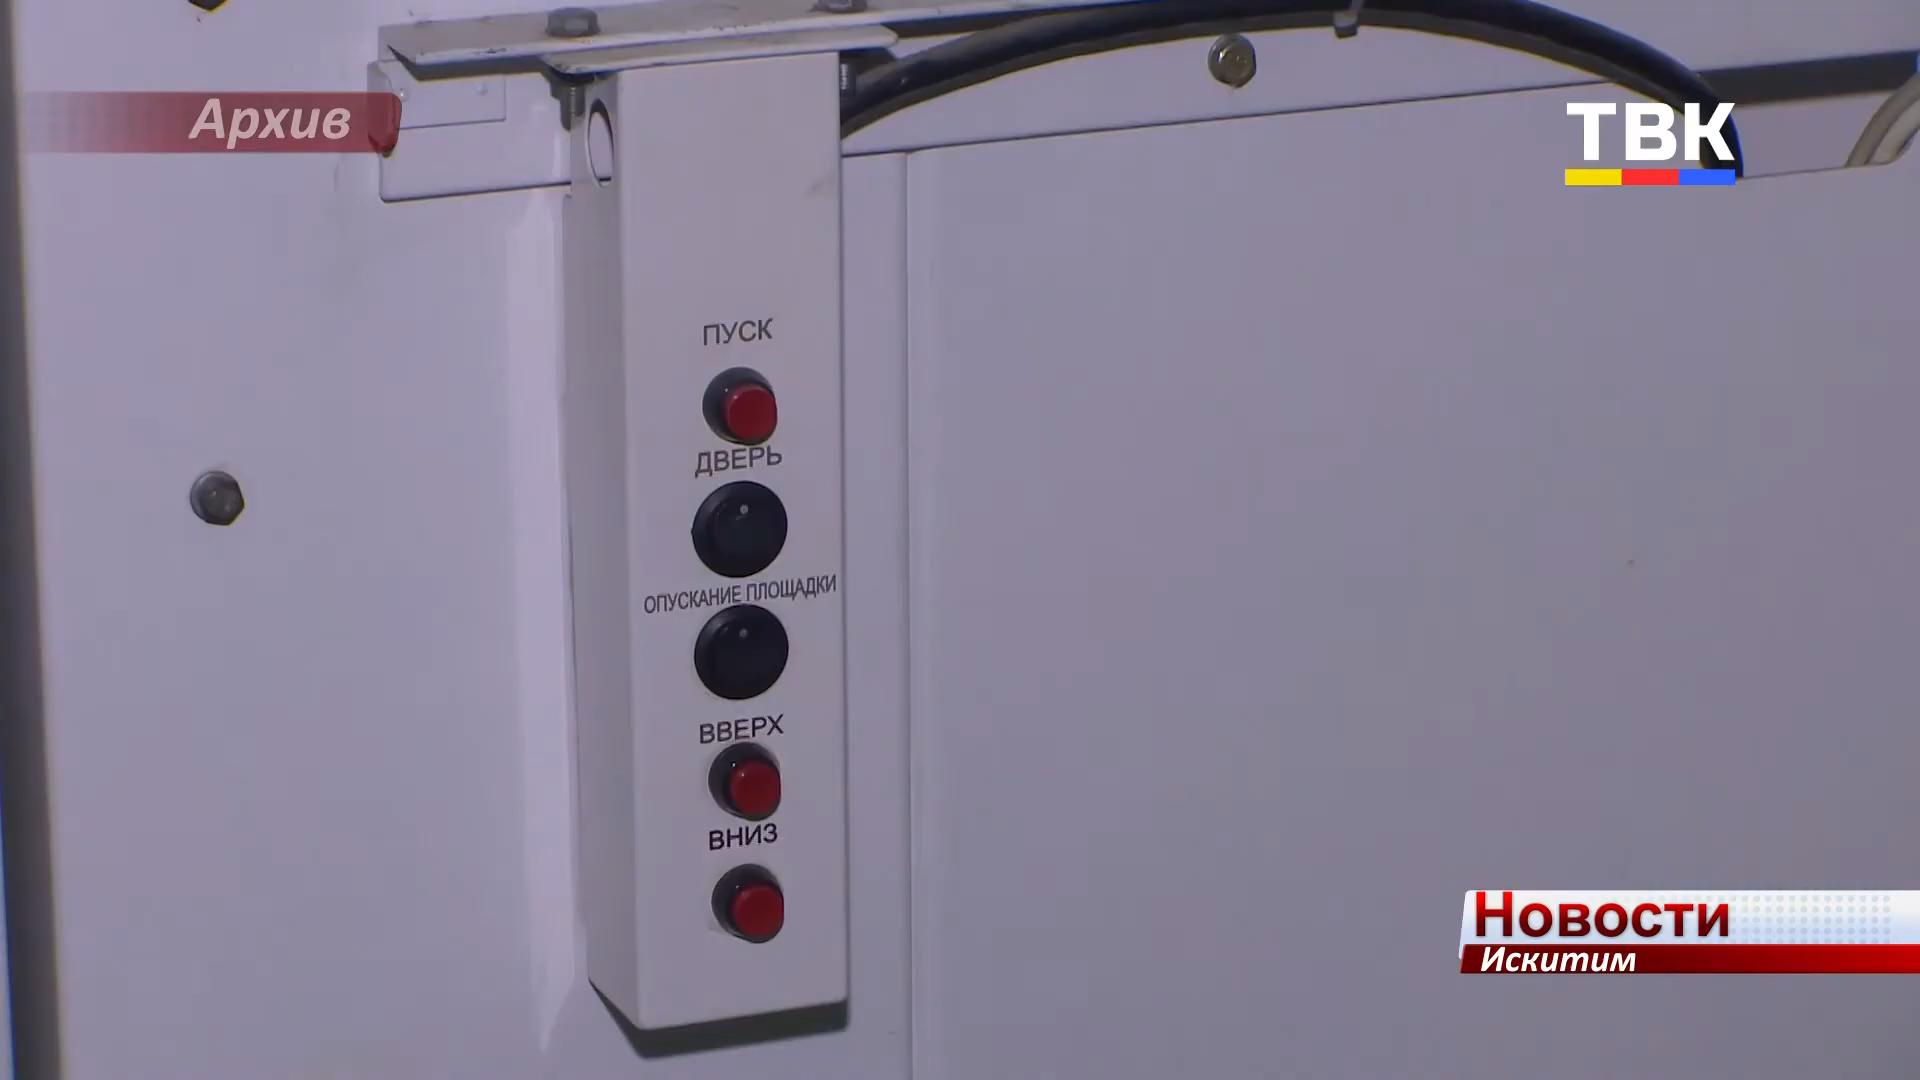 Архив
ТВК
ПУСК
ДВЕРЬ
ОПУСКАНИЕ ПЛОЩАДКИ
ВВЕРХ
ВНИЗ
Новости
Искитим